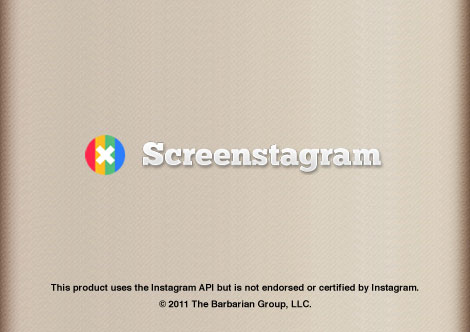 Screenstagram
This product uses the Instagram API but is not endorsed or certified by Instagram.
© 2011 The Barbarian Group, LLC.